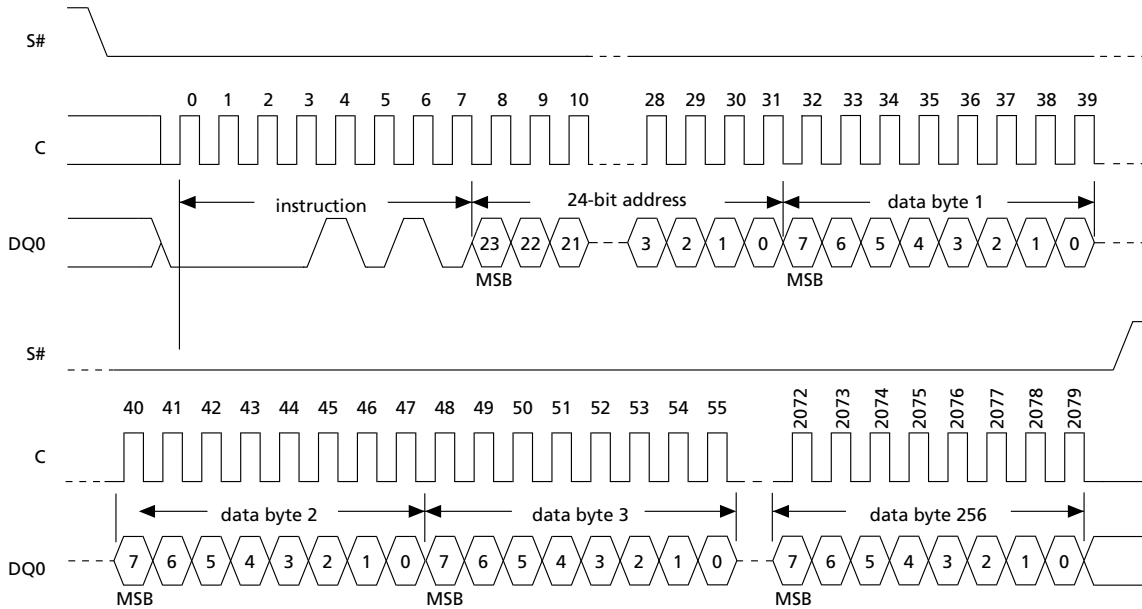 S#
0 1 2 3 4 5 6 7 8 9 10 28 29 30 31 32 33 34 35 36 37 38 39
C
instruction 24-bit address data byte 1
DQ0 23 22 21 3 2 1 0 7 6 5 4 3 2 1 0
MSB MSB
S#
40 41 42 43 44 45 46 47 48 49 50 51 52 53 54 55 2072 2073 2074 2075 2076 2077 2078 2079
C
data byte 2 data byte 3 data byte 256
DQ0 7 6 5 4 3 2 1 0 7 6 5 4 3 2 1 0 7 6 5 4 3 2 1 0
MSB MSB MSB